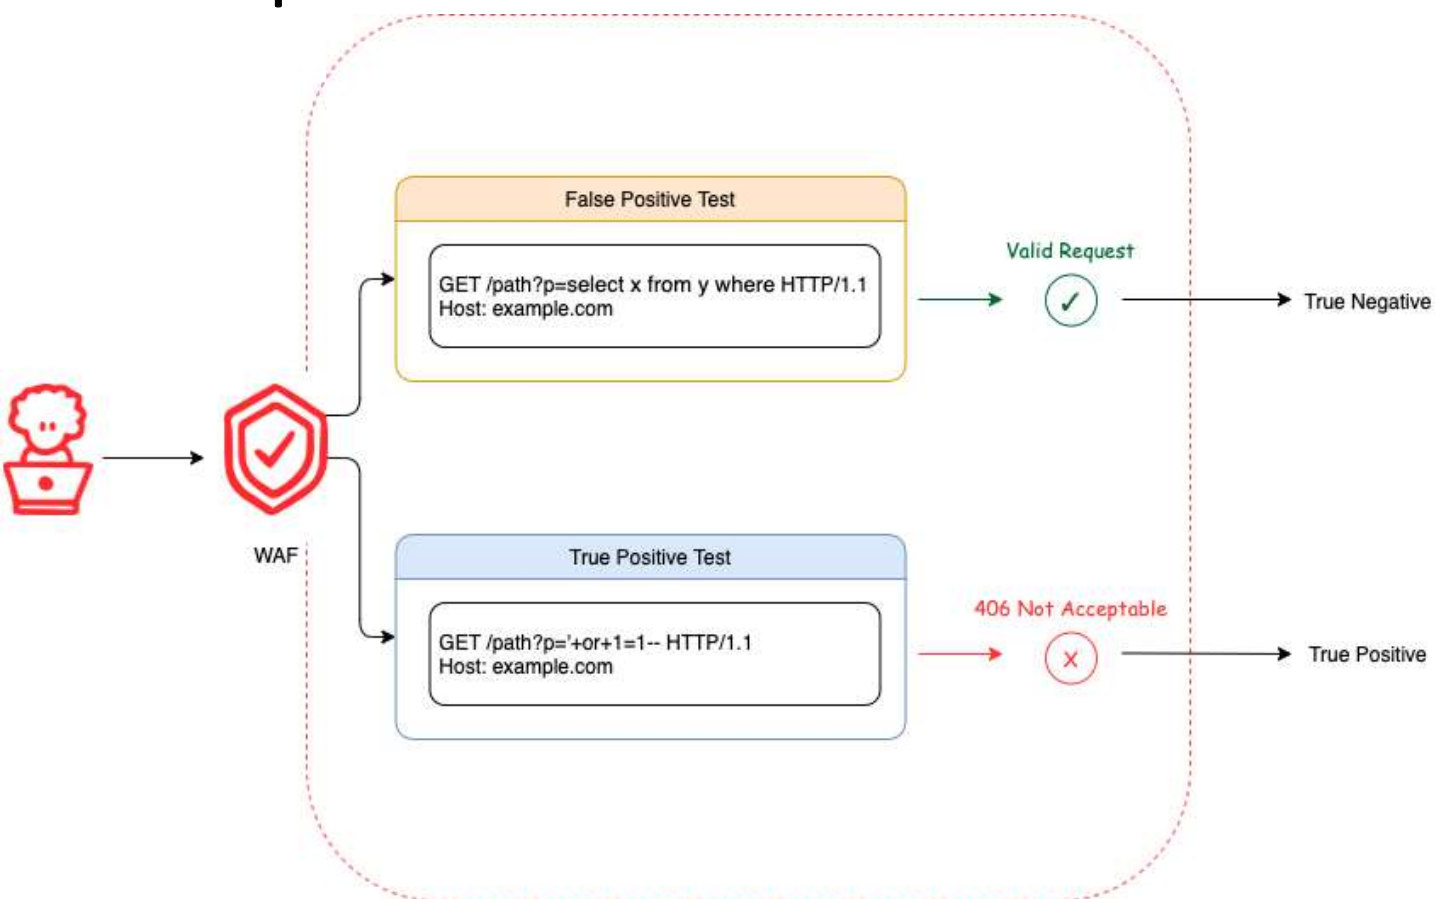 False Positive Test
GET /path?p=select x from y where HTTP/1.1
Host: example.com
Valid Request
True Negative
WAF
True Positive Test
GET /path?p='+or+1=1-- HTTP/1.1
Host: example.com
406 Not Acceptable
True Positive